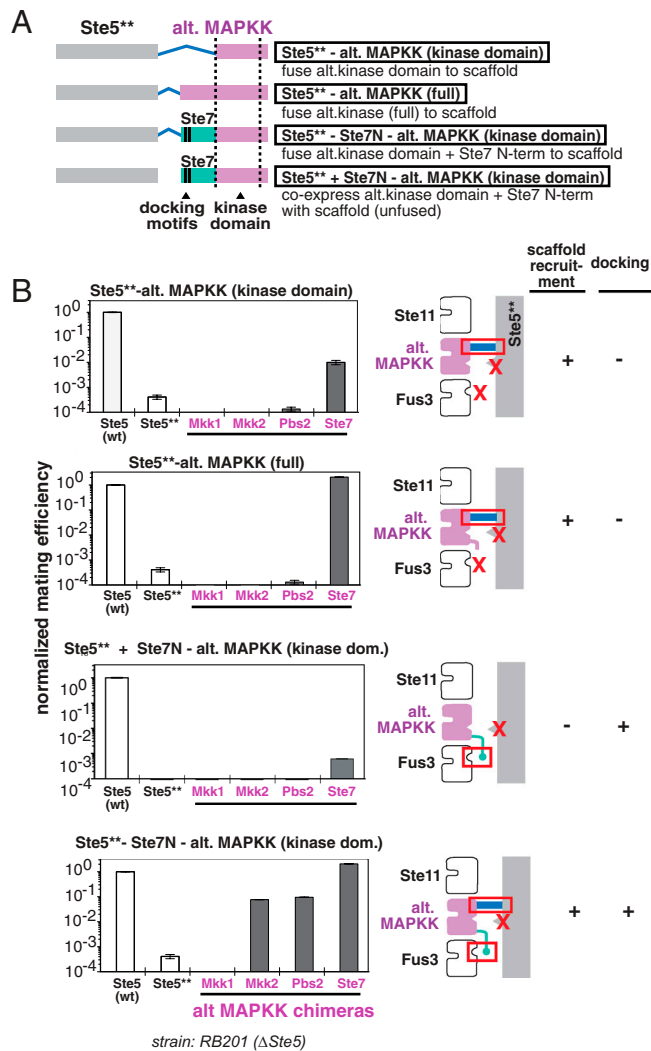 A
Ste5** alt. MAPKK
Ste5** - alt. MAPKK (kinase domain)
fuse alt.kinase domain to scaffold
Ste5** - alt. MAPKK (full)
fuse alt.kinase (full) to scaffold
Ste7
Ste5** - Ste7N - alt. MAPKK (kinase domain)
fuse alt.kinase domain + Ste7 N-term to scaffold
Ste7
Ste5** + Ste7N - alt. MAPKK (kinase domain)
co-express alt.kinase domain + Ste7 N-term
with scaffold (unfused)
docking
motifs
kinase
domain
scaffold
recruit-
ment
docking
B
normalized mating efficiency
Ste5**-alt. MAPKK (kinase domain)
10^0
10^-1
10^-2
10^-3
10^-4
Ste5
(wt)
Ste5** Mkk1 Mkk2 Pbs2 Ste7
Ste11
alt.
MAPKK
Fus3
Ste5**
X
X
+ -
Ste5**-alt. MAPKK (full)
10^0
10^-1
10^-2
10^-3
10^-4
Ste5
(wt)
Ste5** Mkk1 Mkk2 Pbs2 Ste7
Ste11
alt.
MAPKK
Fus3
X
X
+ -
Ste5** + Ste7N - alt. MAPKK (kinase dom.)
10^0
10^-1
10^-2
10^-3
10^-4
Ste5
(wt)
Ste5** Mkk1 Mkk2 Pbs2 Ste7
Ste11
alt.
MAPKK
Fus3
X
- +
Ste5**- Ste7N - alt. MAPKK (kinase dom.)
10^0
10^-1
10^-2
10^-3
10^-4
Ste5
(wt)
Ste5** Mkk1 Mkk2 Pbs2 Ste7
alt MAPKK chimeras
Ste11
alt.
MAPKK
Fus3
X
+ +
strain: RB201 (ΔSte5)